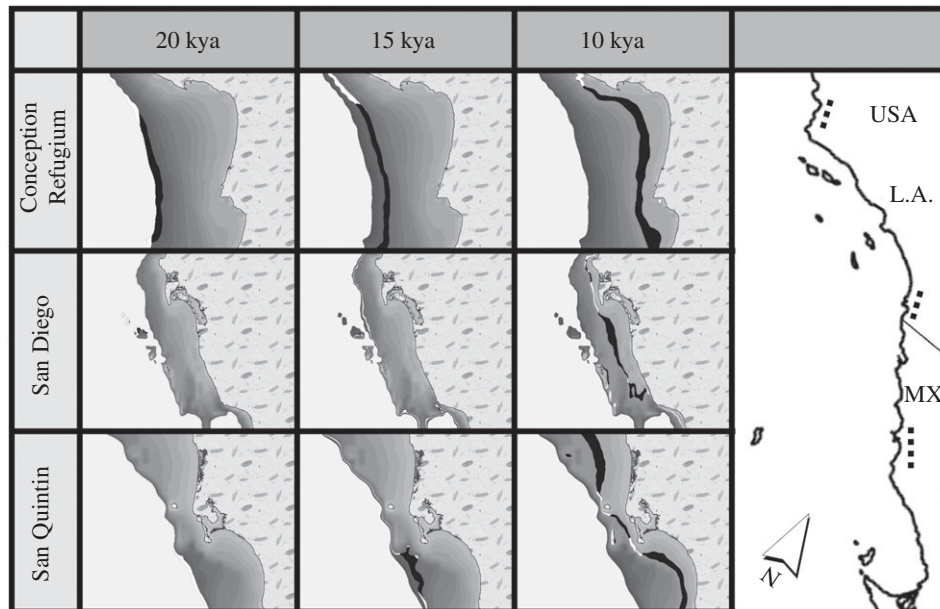 20 kya
15 kya
10 kya
Conception
Refugium
San Diego
San Quintin
USA
L.A.
MX
N